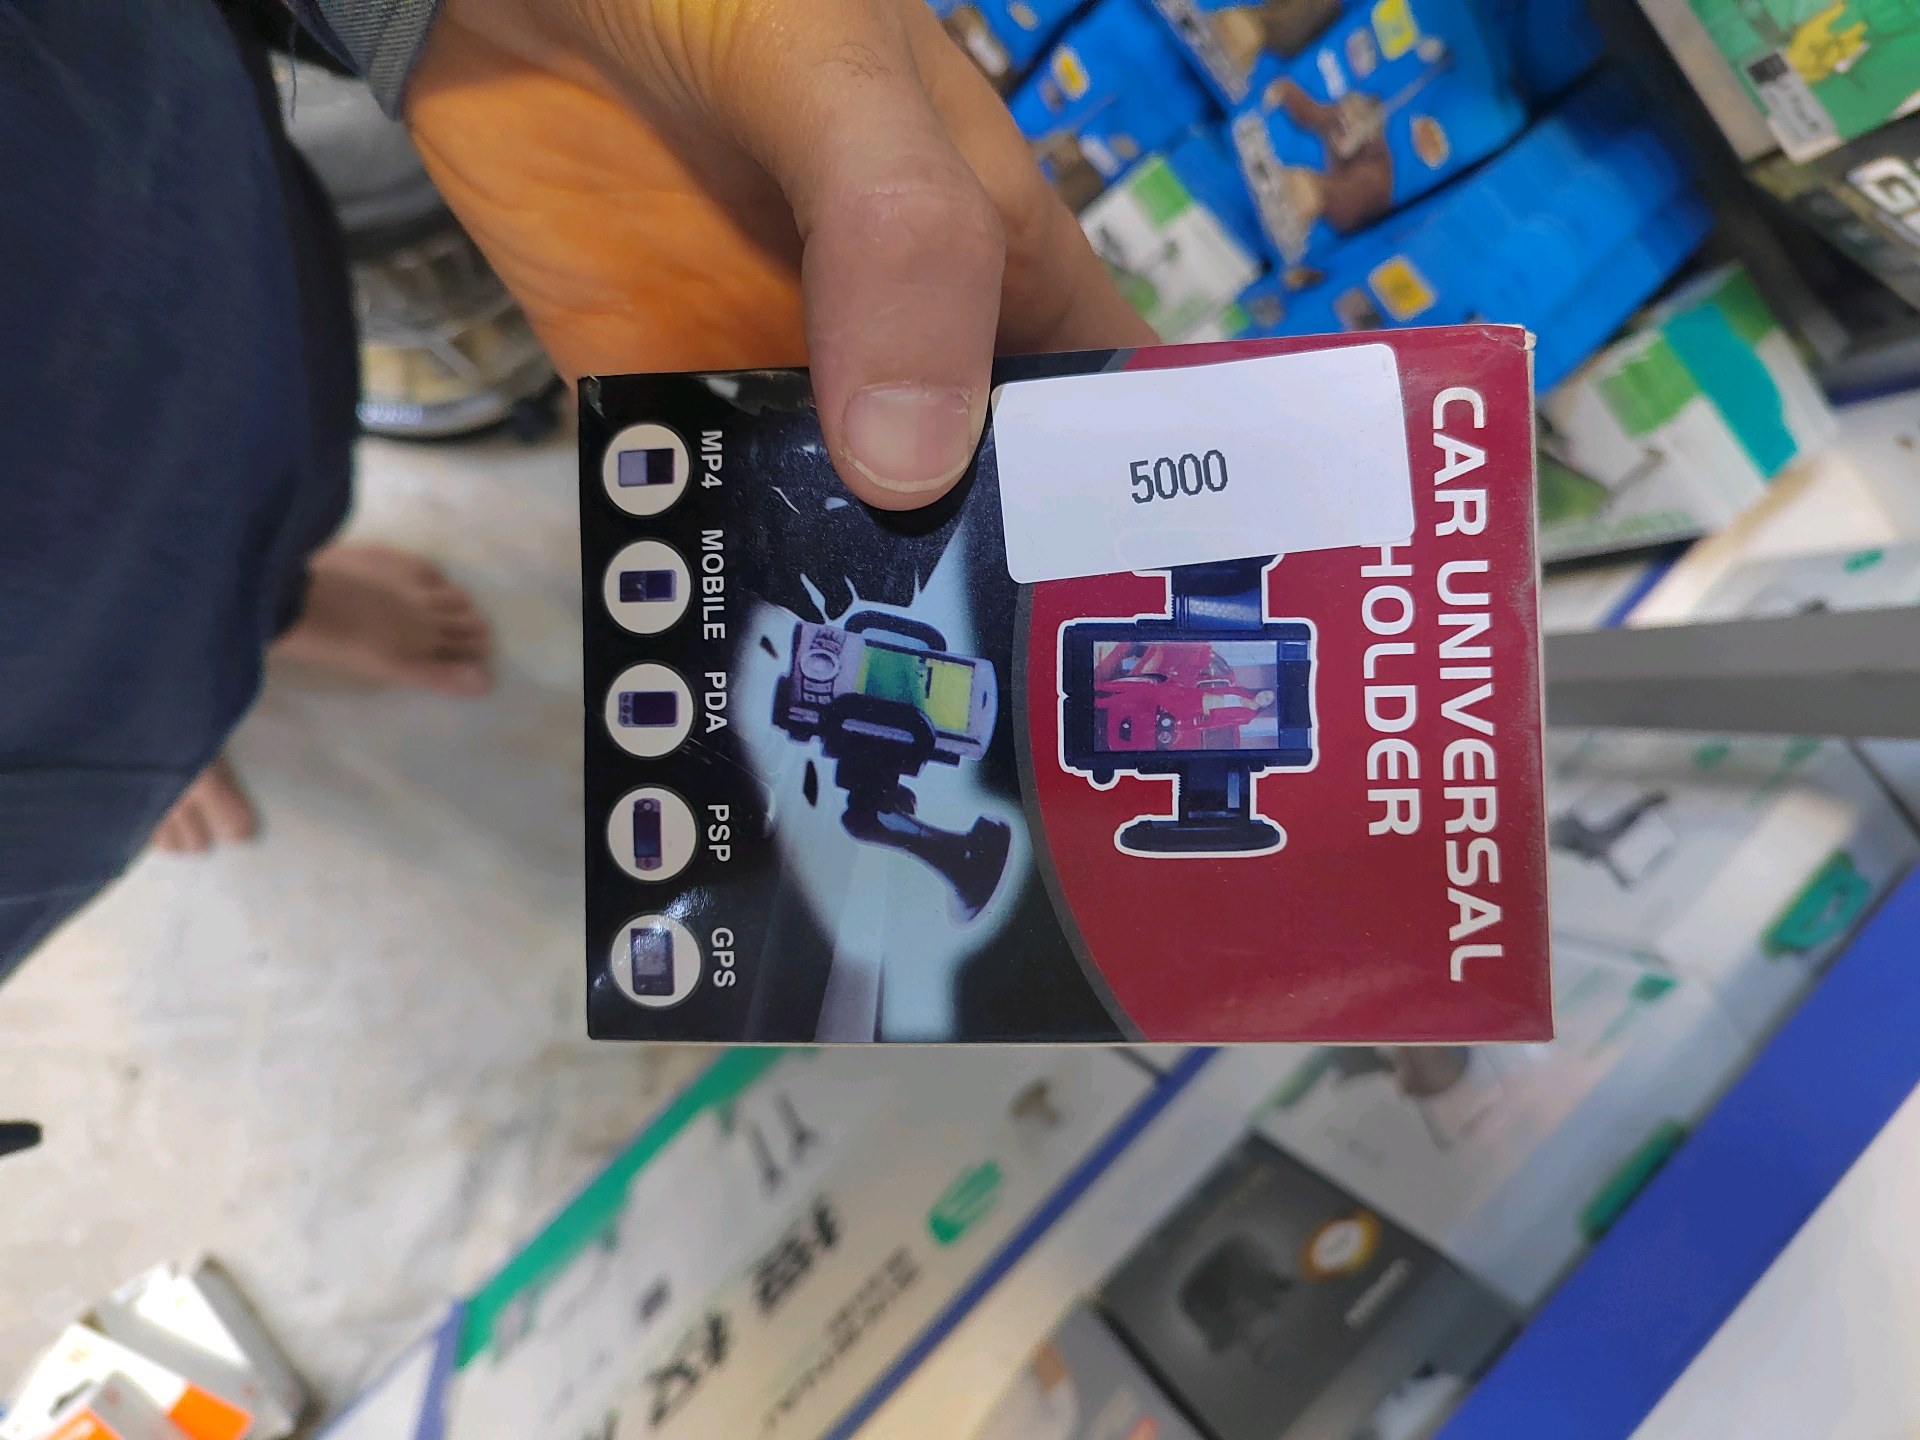 CAR UNIVERSAL
HOLDER
5000
MP4 MOBILE PDA PSP GPS